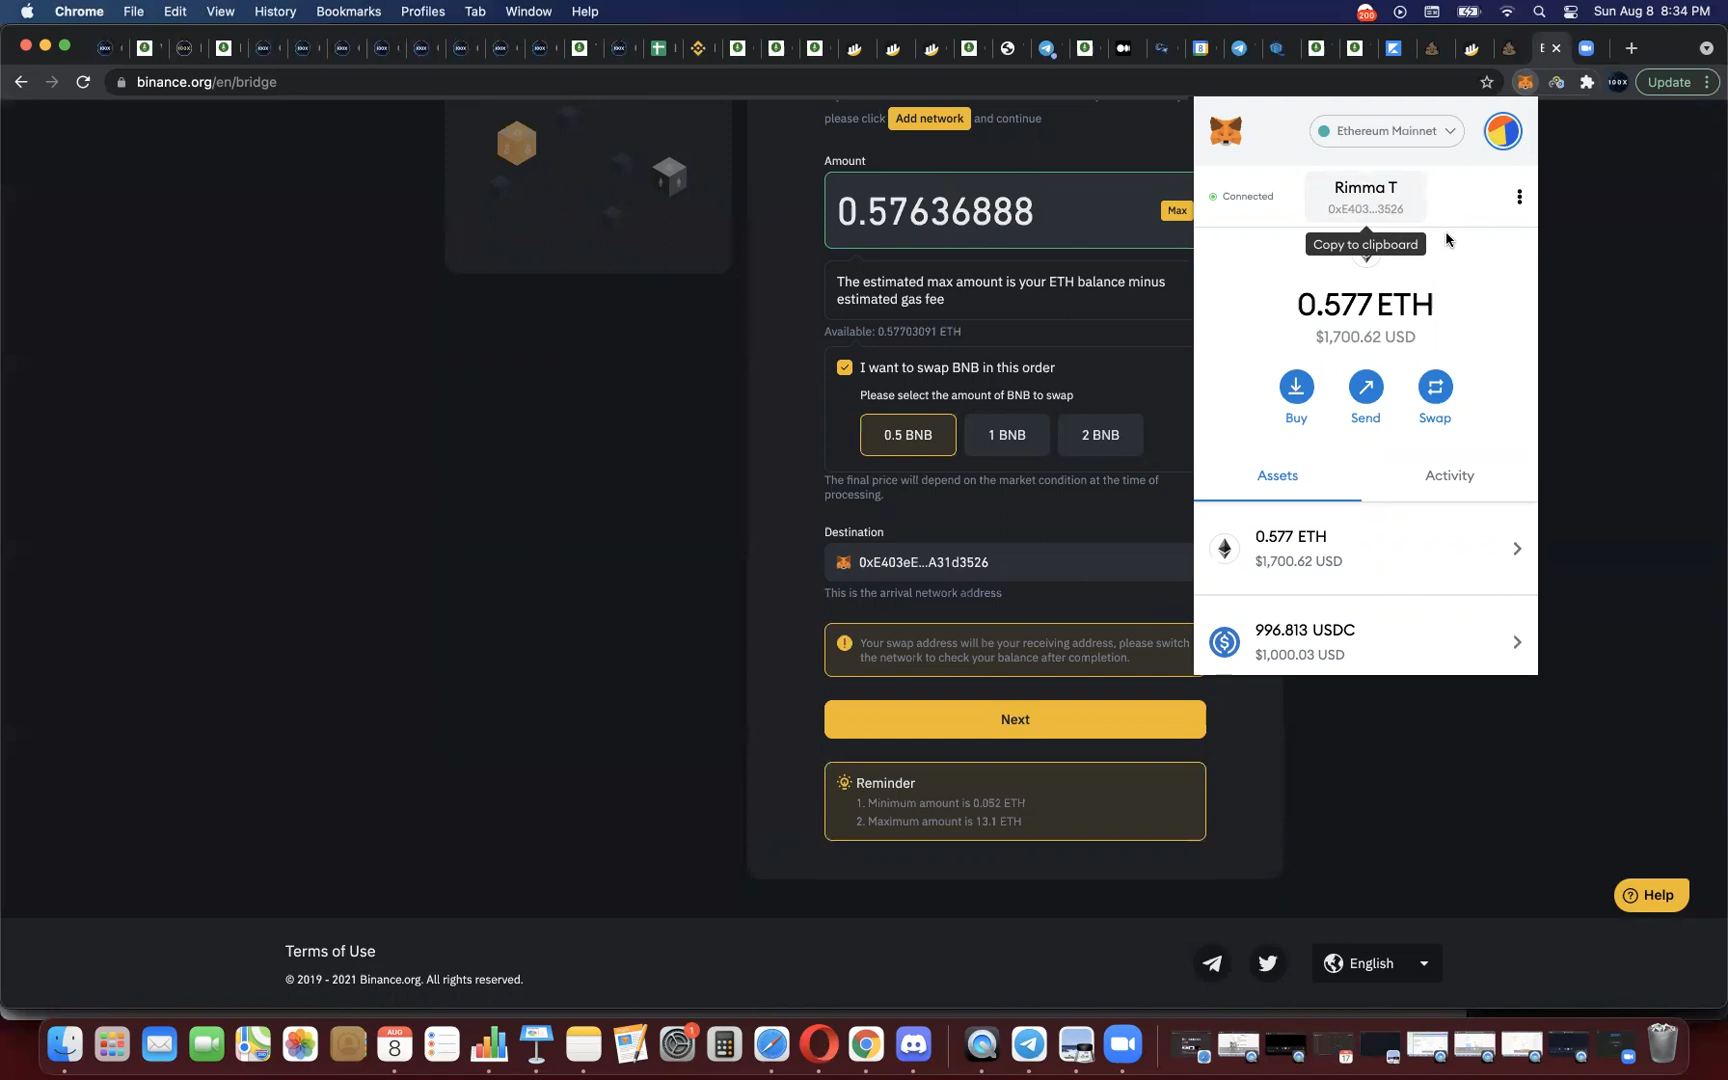 Chrome File Edit View History Bookmarks Profiles Tab Window Help
200
Sun Aug 8 8:34 PM
binance.org/en/bridge
100X
Update
please click Add network and continue
Amount
0.57636888
Max
The estimated max amount is your ETH balance minus
estimated gas fee
Available: 0.57703091 ETH
I want to swap BNB in this order
Please select the amount of BNB to swap
0.5 BNB
1 BNB
2 BNB
The final price will depend on the market condition at the time of
processing.
Destination
0xE403eE...A31d3526
This is the arrival network address
Your swap address will be your receiving address, please switch
the network to check your balance after completion.
Next
Reminder
1. Minimum amount is 0.052 ETH
2. Maximum amount is 13.1 ETH
Ethereum Mainnet
Connected
Rimma T
0xE403...3526
Copy to clipboard
0.577 ETH
$1,700.62 USD
Buy
Send
Swap
Assets
Activity
0.577 ETH
$1,700.62 USD
996.813 USDC
$1,000.03 USD
Help
Terms of Use
© 2019 - 2021 Binance.org. All rights reserved.
English
AUG
8
1
17